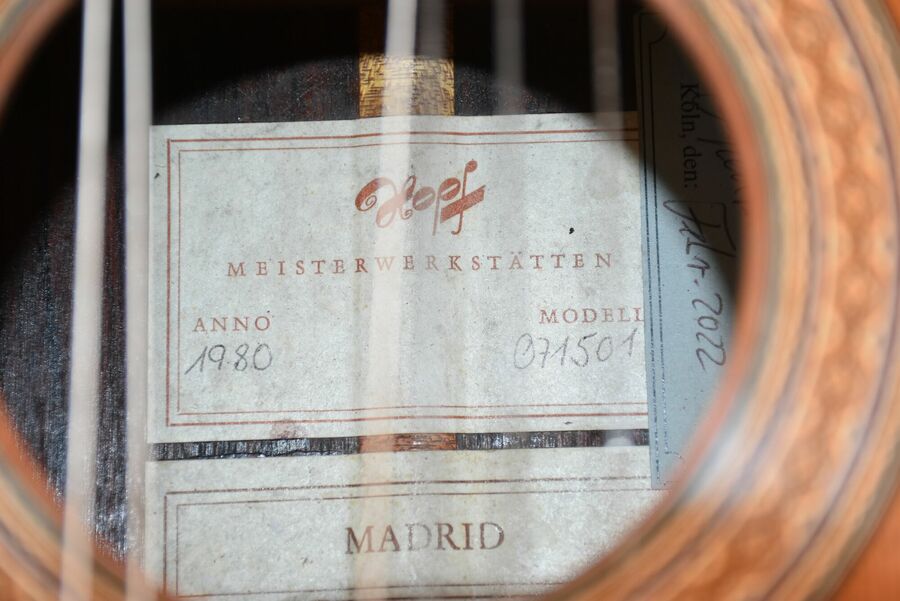 Hopf
MEISTERWERKSTÄTTEN
ANNO
MODELL
1980
071501
MADRID
Köln, den:
2022